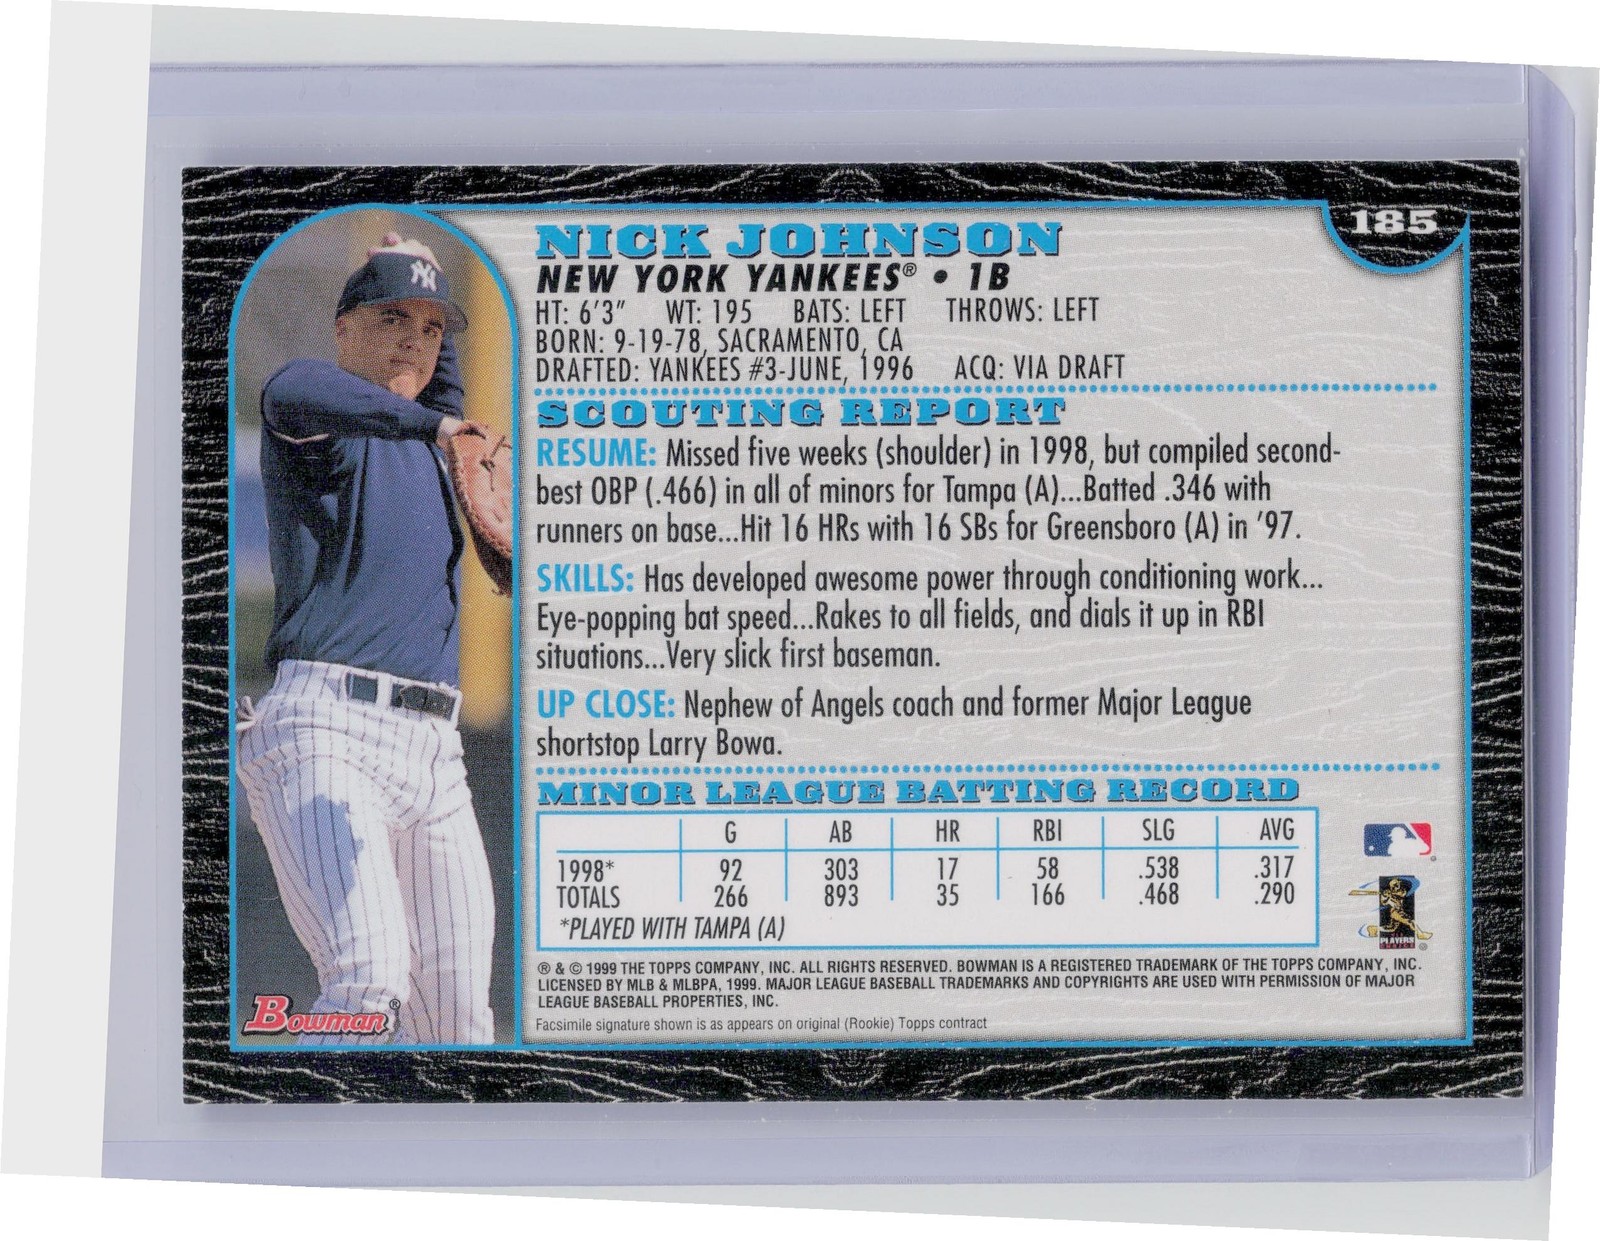 185
NICK JOHNSON
NEW YORK YANKEES® • 1B
HT: 6'3" WT: 195 BATS: LEFT THROWS: LEFT
BORN: 9-19-78, SACRAMENTO, CA
DRAFTED: YANKEES #3-JUNE, 1996 ACQ: VIA DRAFT
SCOUTING REPORT
RESUME: Missed five weeks (shoulder) in 1998, but compiled second-
best OBP (.466) in all of minors for Tampa (A)...Batted .346 with
runners on base...Hit 16 HRs with 16 SBs for Greensboro (A) in '97.
SKILLS: Has developed awesome power through conditioning work...
Eye-popping bat speed...Rakes to all fields, and dials it up in RBI
situations...Very slick first baseman.
UP CLOSE: Nephew of Angels coach and former Major League
shortstop Larry Bowa.
MINOR LEAGUE BATTING RECORD
G AB HR RBI SLG AVG
1998* 92 303 17 58 .538 .317
TOTALS 266 893 35 166 .468 .290
*PLAYED WITH TAMPA (A)
® & © 1999 THE TOPPS COMPANY, INC. ALL RIGHTS RESERVED. BOWMAN IS A REGISTERED TRADEMARK OF THE TOPPS COMPANY, INC.
LICENSED BY MLB & MLBPA, 1999. MAJOR LEAGUE BASEBALL TRADEMARKS AND COPYRIGHTS ARE USED WITH PERMISSION OF MAJOR
LEAGUE BASEBALL PROPERTIES, INC.
Facsimile signature shown is as appears on original (Rookie) Topps contract
NY
Bowman®
PLAYERS